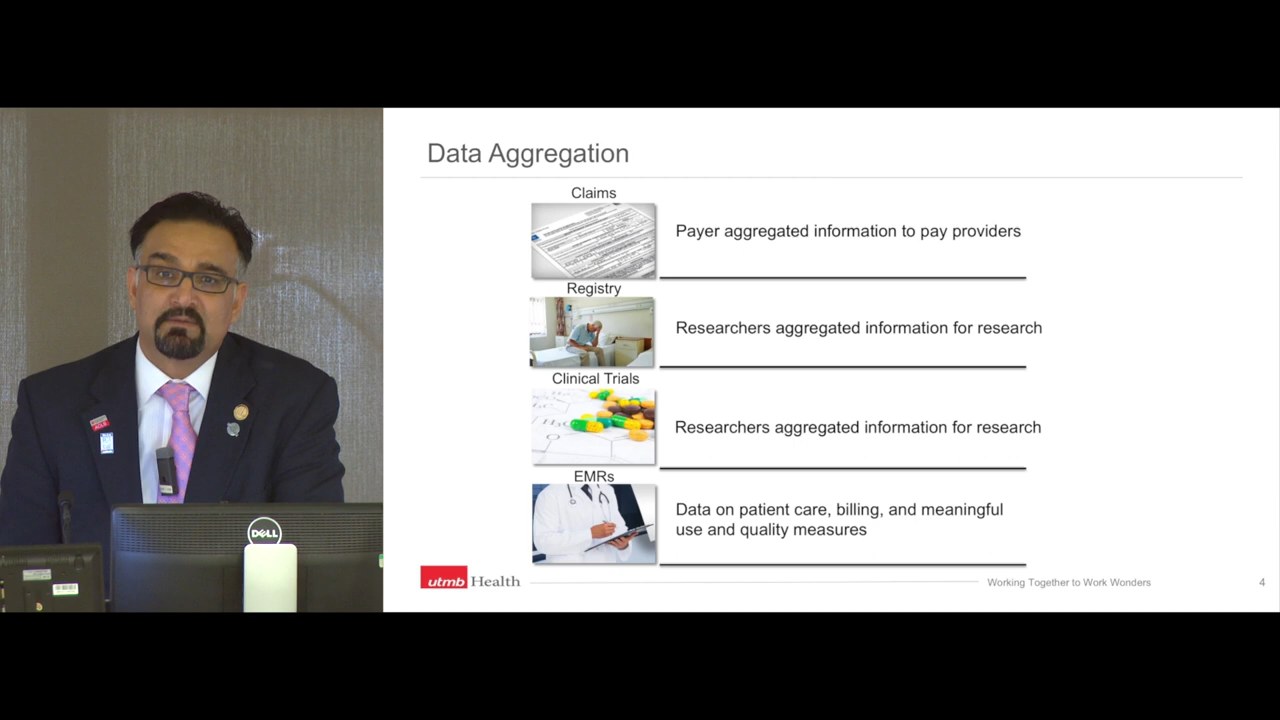 Data Aggregation
Claims
Payer aggregated information to pay providers
Registry
Researchers aggregated information for research
Clinical Trials
Researchers aggregated information for research
EMRs
Data on patient care, billing, and meaningful
use and quality measures
utmb Health
Working Together to Work Wonders
4
DELL